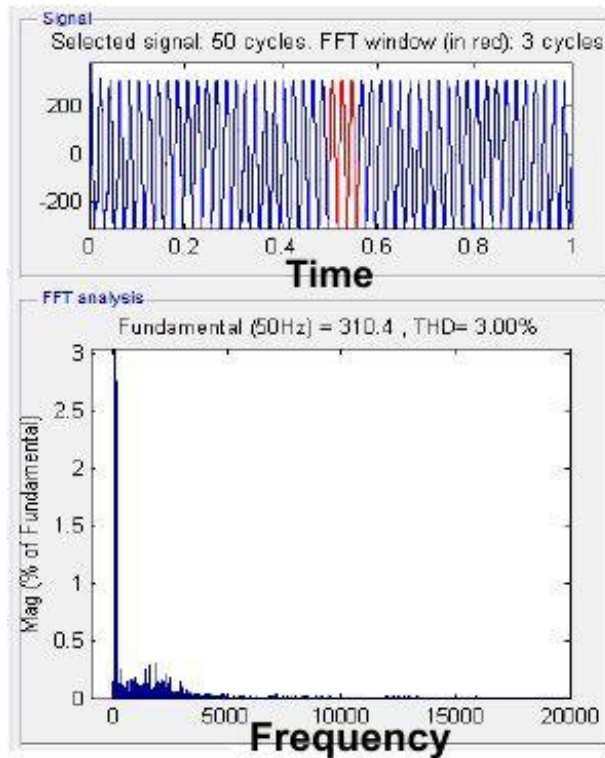 Signal
Selected signal: 50 cycles. FFT window (in red): 3 cycles
200
0
-200
0 0.2 0.4 0.6 0.8 1
Time
FFT analysis
Fundamental (50Hz) = 310.4 , THD= 3.00%
3
2.5
2
1.5
1
0.5
0
Mag (% of Fundamental)
0 5000 10000 15000 20000
Frequency